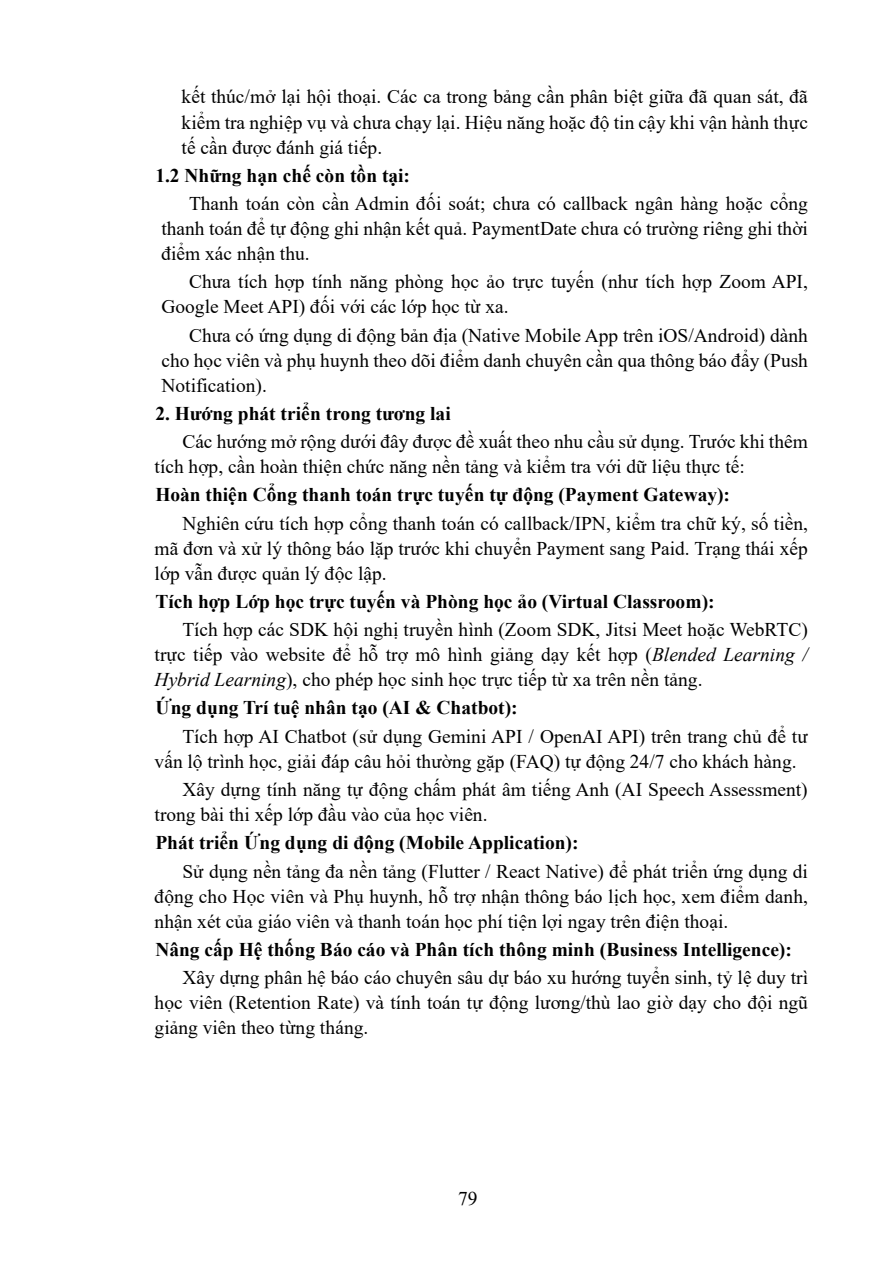 kết thúc/mở lại hội thoại. Các ca trong bảng cần phân biệt giữa đã quan sát, đã
kiểm tra nghiệp vụ và chưa chạy lại. Hiệu năng hoặc độ tin cậy khi vận hành thực
tế cần được đánh giá tiếp.
1.2 Những hạn chế còn tồn tại:
Thanh toán còn cần Admin đối soát; chưa có callback ngân hàng hoặc cổng
thanh toán để tự động ghi nhận kết quả. PaymentDate chưa có trường riêng ghi thời
điểm xác nhận thu.
Chưa tích hợp tính năng phòng học ảo trực tuyến (như tích hợp Zoom API,
Google Meet API) đối với các lớp học từ xa.
Chưa có ứng dụng di động bản địa (Native Mobile App trên iOS/Android) dành
cho học viên và phụ huynh theo dõi điểm danh chuyên cần qua thông báo đẩy (Push
Notification).
2. Hướng phát triển trong tương lai
Các hướng mở rộng dưới đây được đề xuất theo nhu cầu sử dụng. Trước khi thêm
tích hợp, cần hoàn thiện chức năng nền tảng và kiểm tra với dữ liệu thực tế:
Hoàn thiện Cổng thanh toán trực tuyến tự động (Payment Gateway):
Nghiên cứu tích hợp cổng thanh toán có callback/IPN, kiểm tra chữ ký, số tiền,
mã đơn và xử lý thông báo lặp trước khi chuyển Payment sang Paid. Trạng thái xếp
lớp vẫn được quản lý độc lập.
Tích hợp Lớp học trực tuyến và Phòng học ảo (Virtual Classroom):
Tích hợp các SDK hội nghị truyền hình (Zoom SDK, Jitsi Meet hoặc WebRTC)
trực tiếp vào website để hỗ trợ mô hình giảng dạy kết hợp (Blended Learning /
Hybrid Learning), cho phép học sinh học trực tiếp từ xa trên nền tảng.
Ứng dụng Trí tuệ nhân tạo (AI & Chatbot):
Tích hợp AI Chatbot (sử dụng Gemini API / OpenAI API) trên trang chủ để tư
vấn lộ trình học, giải đáp câu hỏi thường gặp (FAQ) tự động 24/7 cho khách hàng.
Xây dựng tính năng tự động chấm phát âm tiếng Anh (AI Speech Assessment)
trong bài thi xếp lớp đầu vào của học viên.
Phát triển Ứng dụng di động (Mobile Application):
Sử dụng nền tảng đa nền tảng (Flutter / React Native) để phát triển ứng dụng di
động cho Học viên và Phụ huynh, hỗ trợ nhận thông báo lịch học, xem điểm danh,
nhận xét của giáo viên và thanh toán học phí tiện lợi ngay trên điện thoại.
Nâng cấp Hệ thống Báo cáo và Phân tích thông minh (Business Intelligence):
Xây dựng phân hệ báo cáo chuyên sâu dự báo xu hướng tuyển sinh, tỷ lệ duy trì
học viên (Retention Rate) và tính toán tự động lương/thù lao giờ dạy cho đội ngũ
giảng viên theo từng tháng.
79